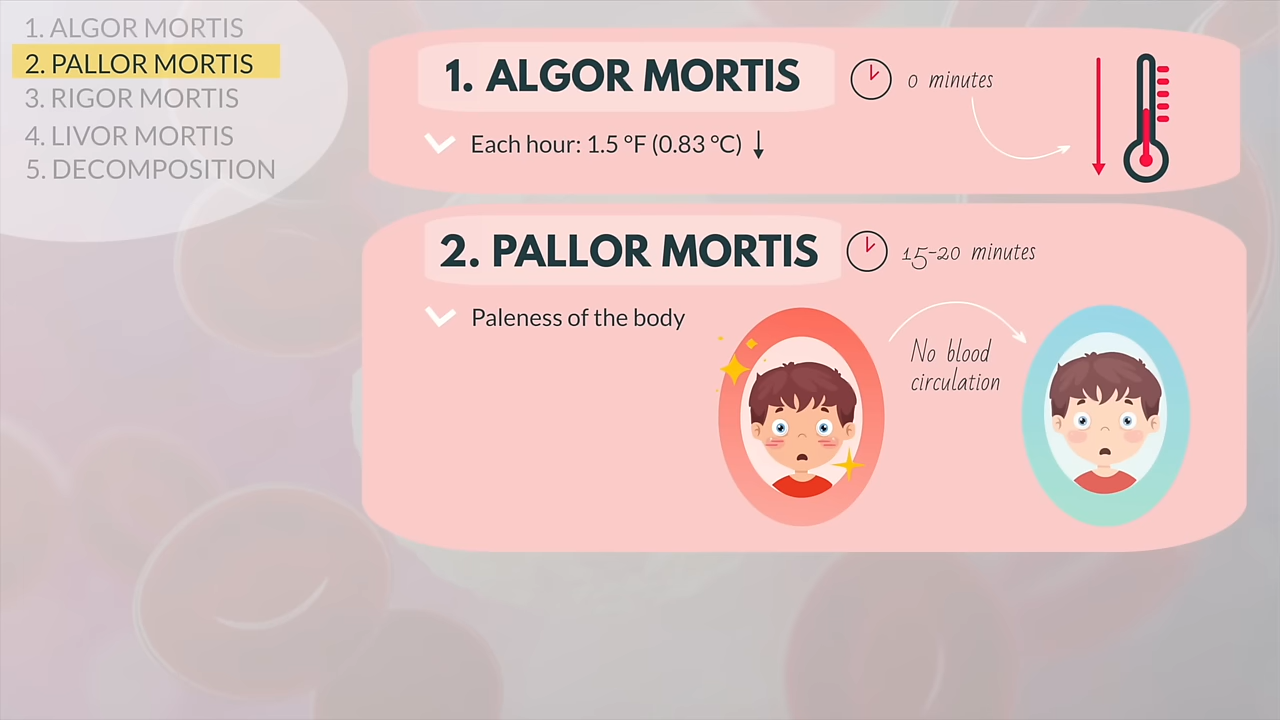 1. ALGOR MORTIS
2. PALLOR MORTIS
3. RIGOR MORTIS
4. LIVOR MORTIS
5. DECOMPOSITION
1. ALGOR MORTIS
0 minutes
Each hour: 1.5 °F (0.83 °C)
2. PALLOR MORTIS
15-20 minutes
Paleness of the body
No blood
circulation